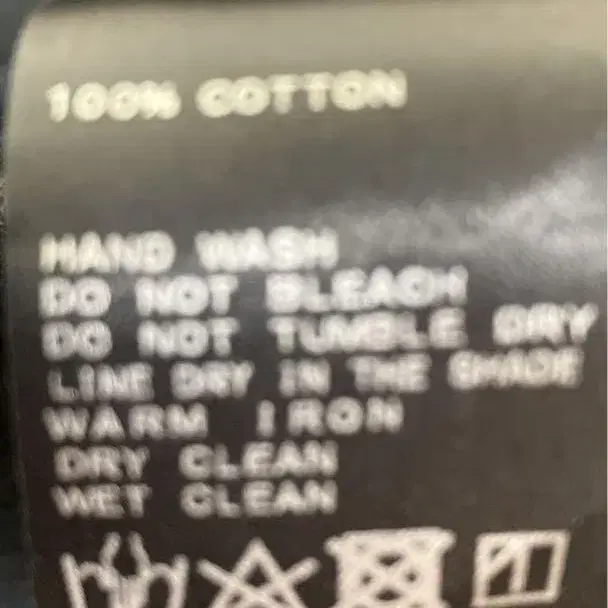 100% COTTON
HAND WASH
DO NOT BLEACH
DO NOT TUMBLE DRY
LINE DRY IN THE SHADE
WARM IRON
DRY CLEAN
WET CLEAN